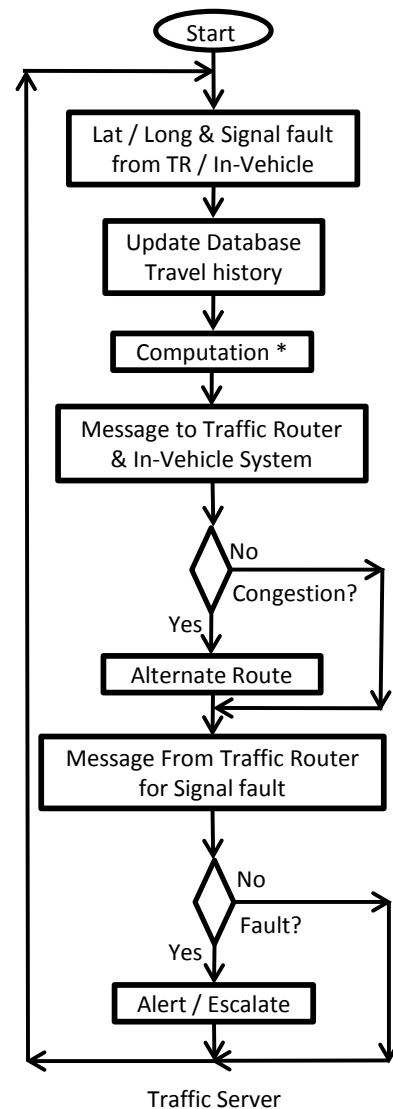 Start
Lat / Long & Signal fault
from TR / In-Vehicle
Update Database
Travel history
Computation *
Message to Traffic Router
& In-Vehicle System
No
Congestion?
Yes
Alternate Route
Message From Traffic Router
for Signal fault
No
Fault?
Yes
Alert / Escalate
Traffic Server